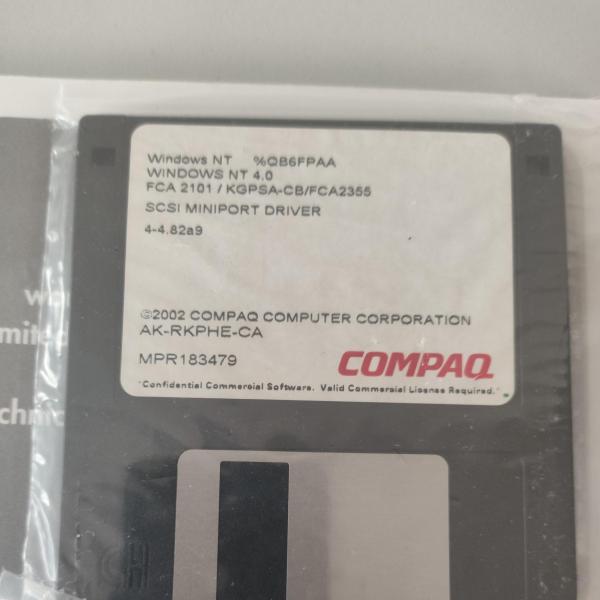 Windows NT %QB6FPAA
WINDOWS NT 4.0
FCA 2101 / KGPSA-CB/FCA2355
SCSI MINIPORT DRIVER
4-4.82a9
©2002 COMPAQ COMPUTER CORPORATION
AK-RKPHE-CA
MPR183479
COMPAQ
"Confidential Commercial Software. Valid Commercial License Required."